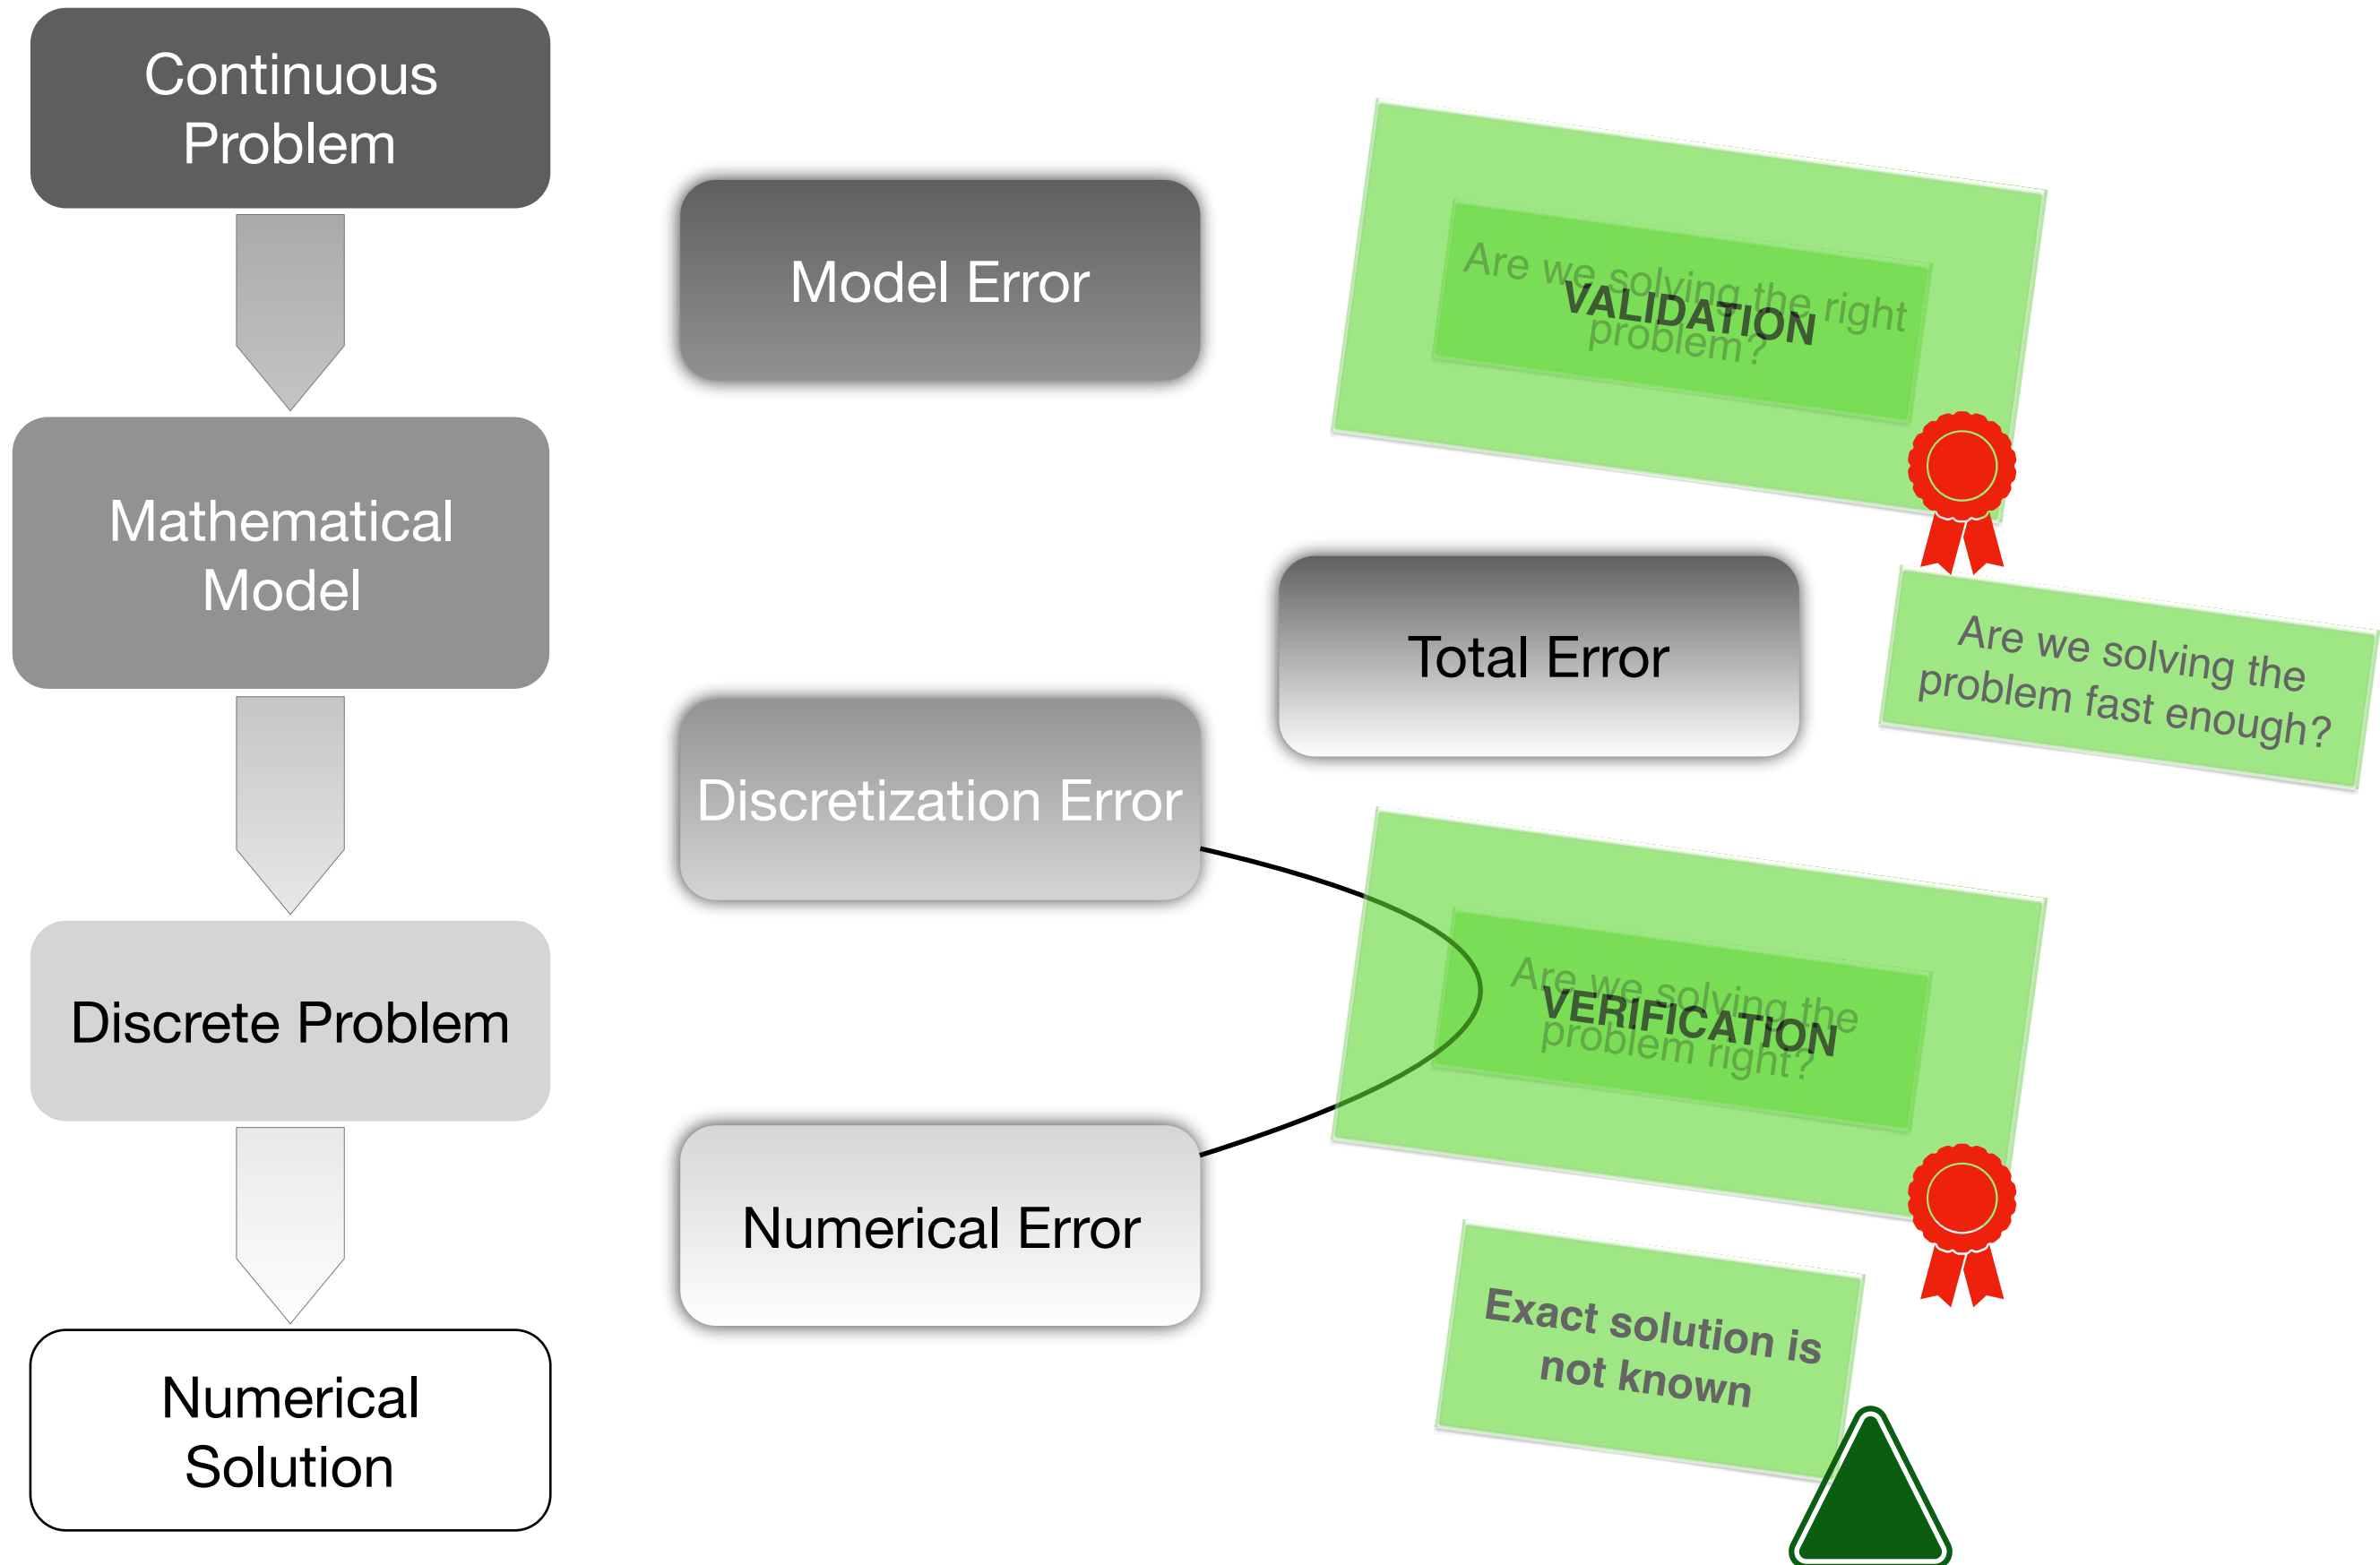 Continuous
Problem
Model Error
Are we solving the right
problem?
VALIDATION
Mathematical
Model
Total Error
Are we solving the
problem fast enough?
Discretization Error
Discrete Problem
Are we solving the
problem right?
VERIFICATION
Numerical Error
Exact solution is
not known
Numerical
Solution